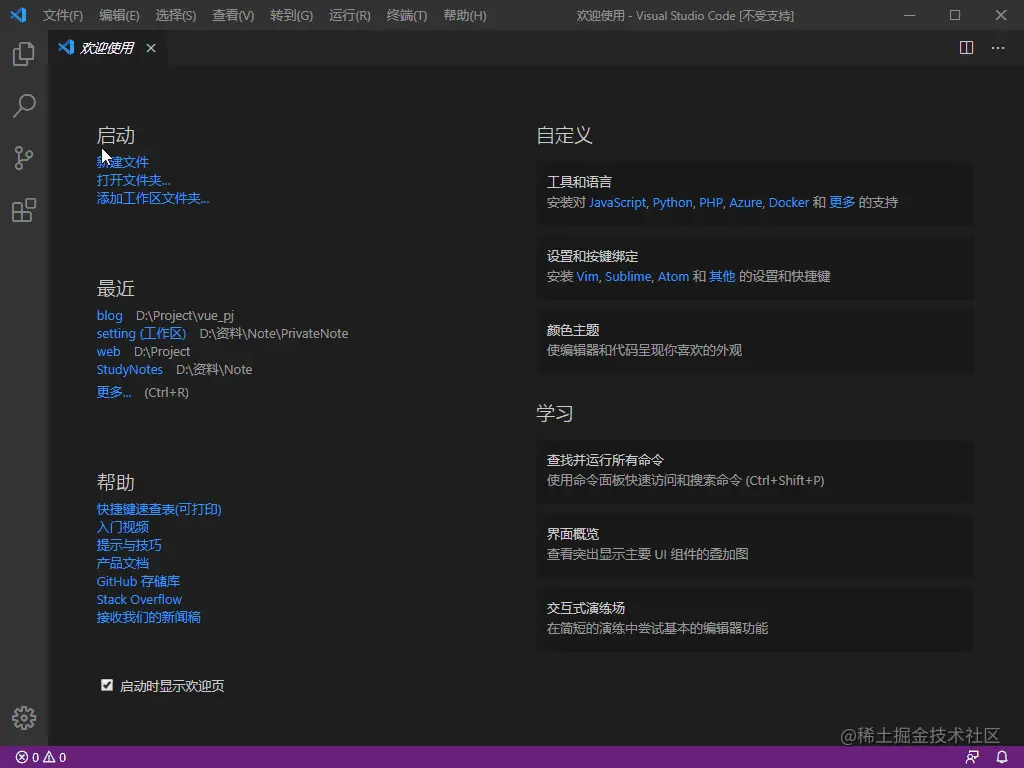 文件(F) 编辑(E) 选择(S) 查看(V) 转到(G) 运行(R) 终端(T) 帮助(H) 欢迎使用 - Visual Studio Code [不受支持]
欢迎使用
启动
新建文件
打开文件夹...
添加工作区文件夹...
最近
blog D:\Project\vue_pj
setting (工作区) D:\资料\Note\PrivateNote
web D:\Project
StudyNotes D:\资料\Note
更多... (Ctrl+R)
帮助
快捷键速查表(可打印)
入门视频
提示与技巧
产品文档
GitHub 存储库
Stack Overflow
接收我们的新闻稿
启动时显示欢迎页
自定义
工具和语言
安装对 JavaScript, Python, PHP, Azure, Docker 和 更多 的支持
设置和按键绑定
安装 Vim, Sublime, Atom 和 其他 的设置和快捷键
颜色主题
使编辑器和代码呈现你喜欢的外观
学习
查找并运行所有命令
使用命令面板快速访问和搜索命令 (Ctrl+Shift+P)
界面概览
查看突出显示主要 UI 组件的叠加图
交互式演练场
在简短的演练中尝试基本的编辑器功能
@稀土掘金技术社区
0 0